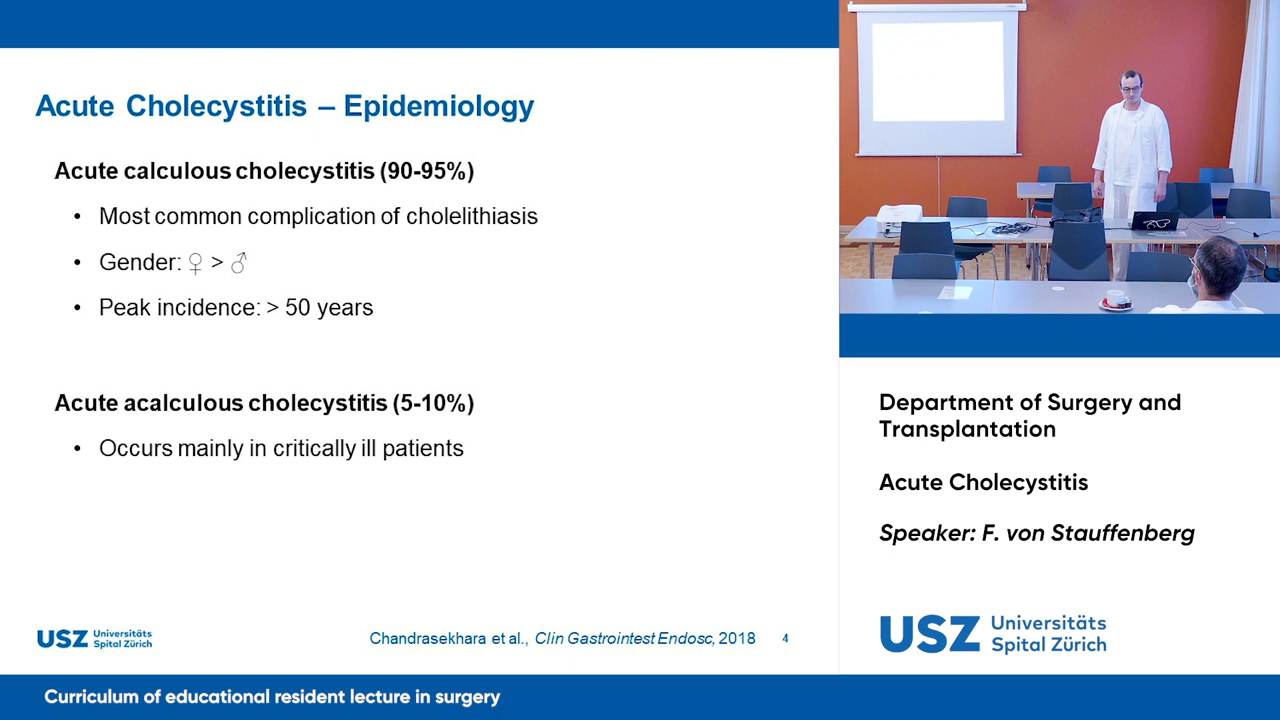 Acute Cholecystitis – Epidemiology
Acute calculous cholecystitis (90-95%)
• Most common complication of cholelithiasis
• Gender: ♀ > ♂
• Peak incidence: > 50 years
Acute acalculous cholecystitis (5-10%)
• Occurs mainly in critically ill patients
USZ Universitäts
Spital Zürich
Chandrasekhara et al., Clin Gastrointest Endosc, 2018
4
Department of Surgery and
Transplantation
Acute Cholecystitis
Speaker: F. von Stauffenberg
USZ Universitäts
Spital Zürich
Curriculum of educational resident lecture in surgery